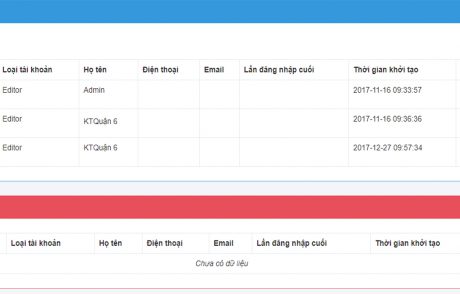 Loại tài khoản Họ tên Điện thoại Email Lần đăng nhập cuối Thời gian khởi tạo
Editor Admin 2017-11-16 09:33:57
Editor KTQuận 6 2017-11-16 09:36:36
Editor KTQuận 6 2017-12-27 09:57:34
Loại tài khoản Họ tên Điện thoại Email Lần đăng nhập cuối Thời gian khởi tạo
Chưa có dữ liệu